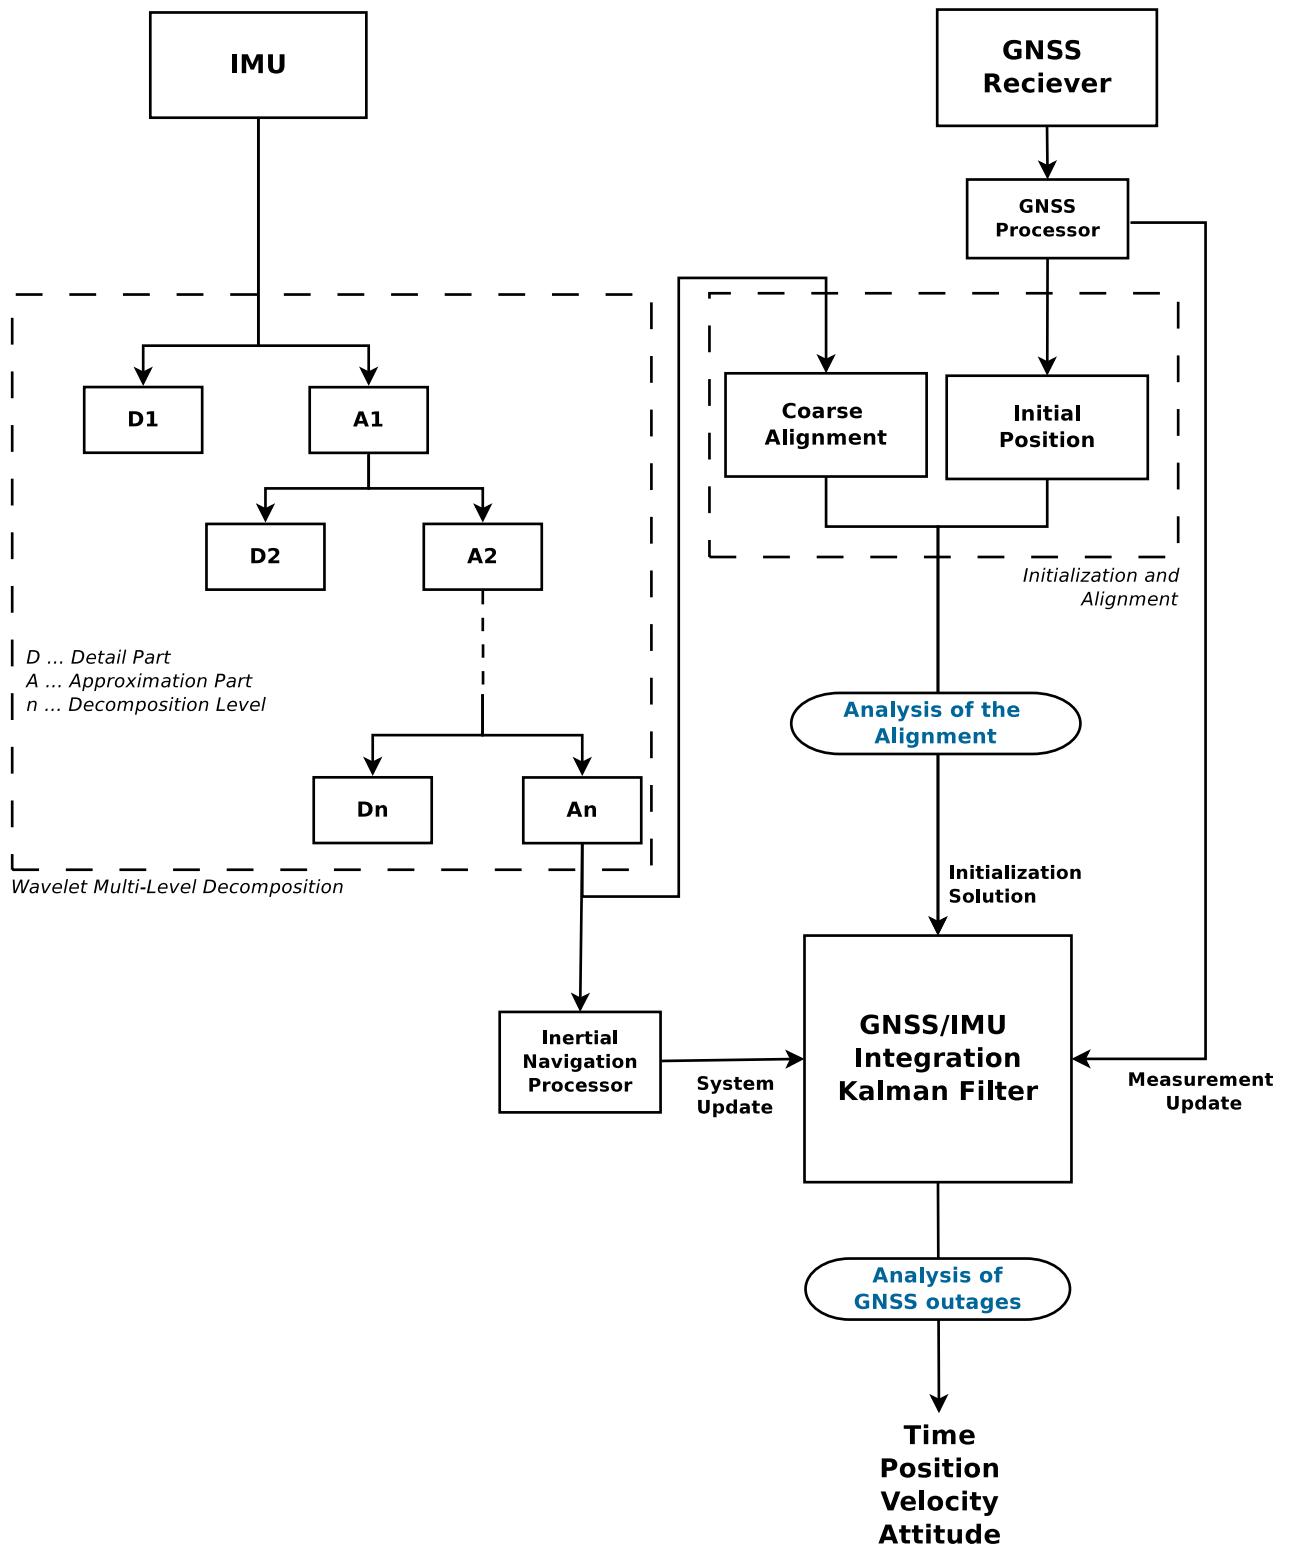 IMU
GNSS
Reciever
GNSS
Processor
D1
A1
Coarse
Alignment
Initial
Position
D2
A2
Initialization and
Alignment
D ... Detail Part
A ... Approximation Part
n ... Decomposition Level
Analysis of the
Alignment
Dn
An
Wavelet Multi-Level Decomposition
Initialization
Solution
Inertial
Navigation
Processor
System
Update
GNSS/IMU
Integration
Kalman Filter
Measurement
Update
Analysis of
GNSS outages
Time
Position
Velocity
Attitude